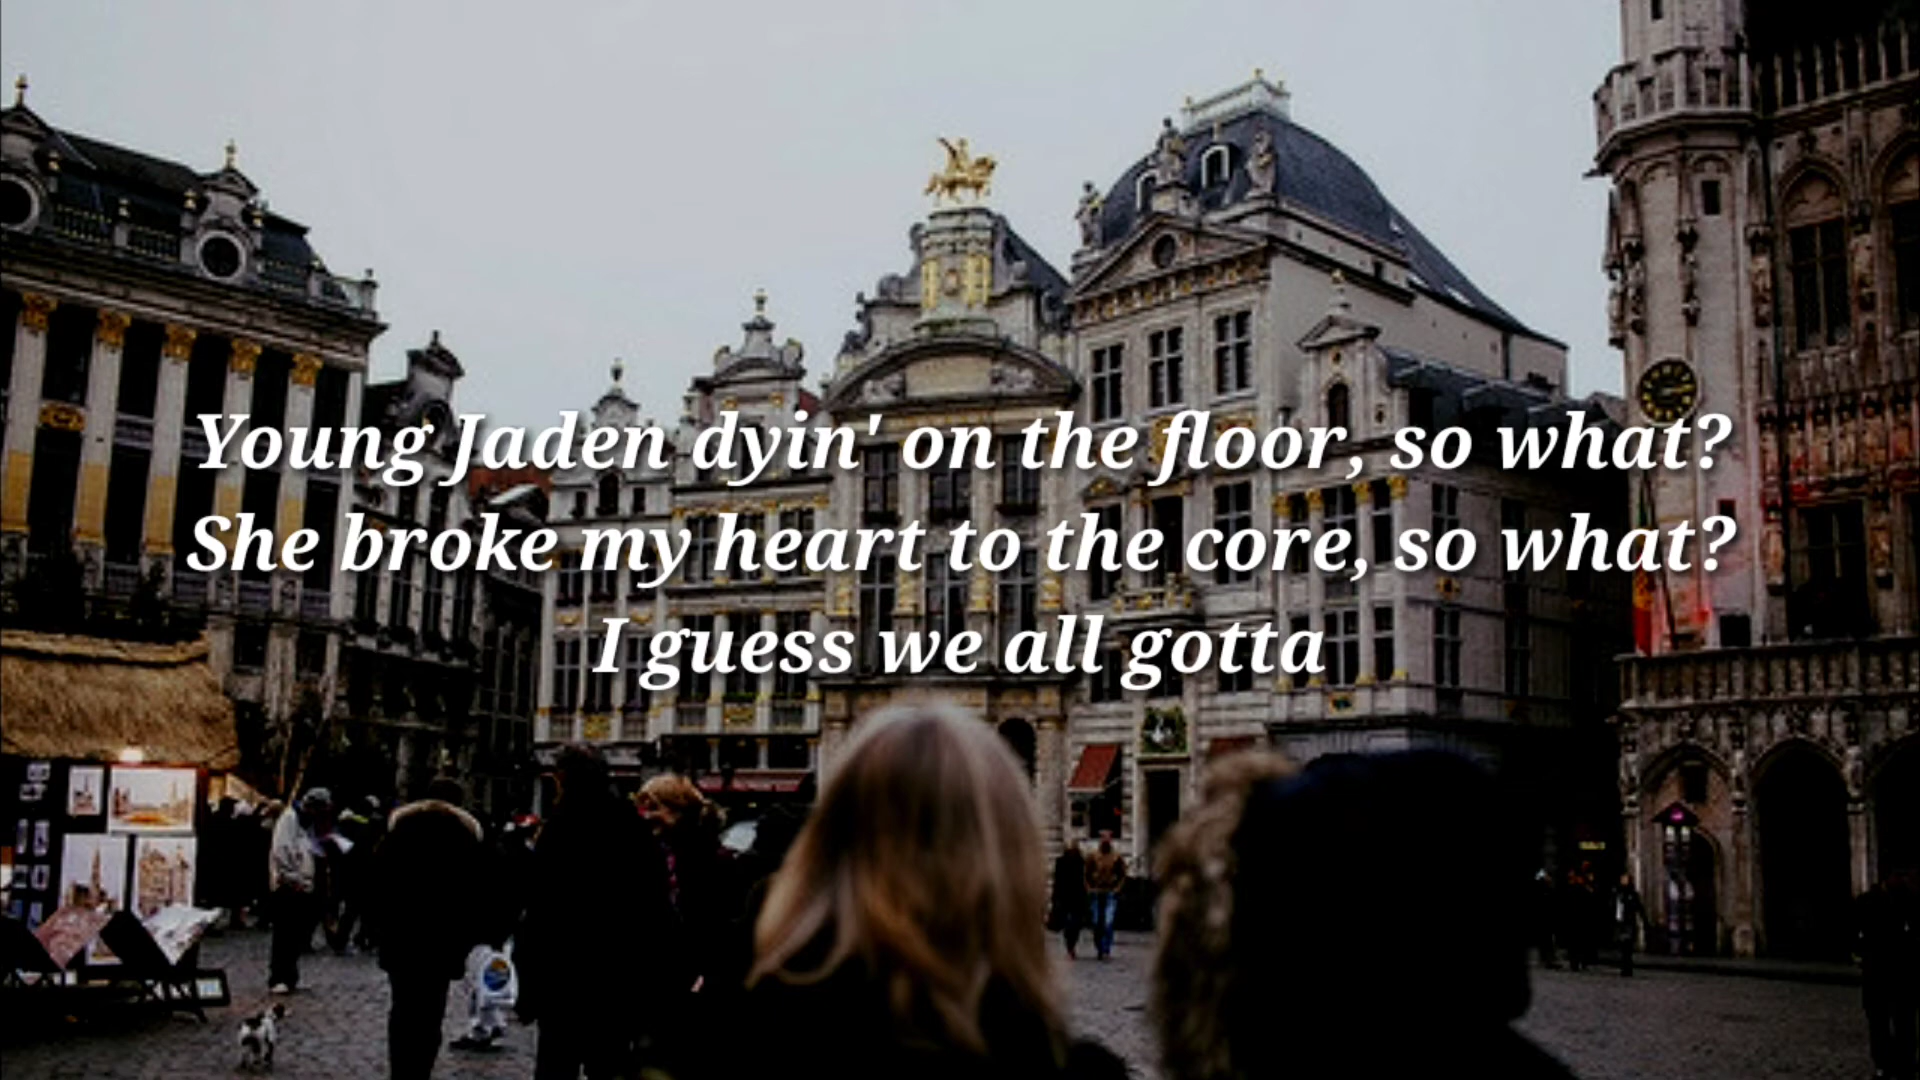 Young Jaden dyin' on the floor, so what?
She broke my heart to the core, so what?
I guess we all gotta